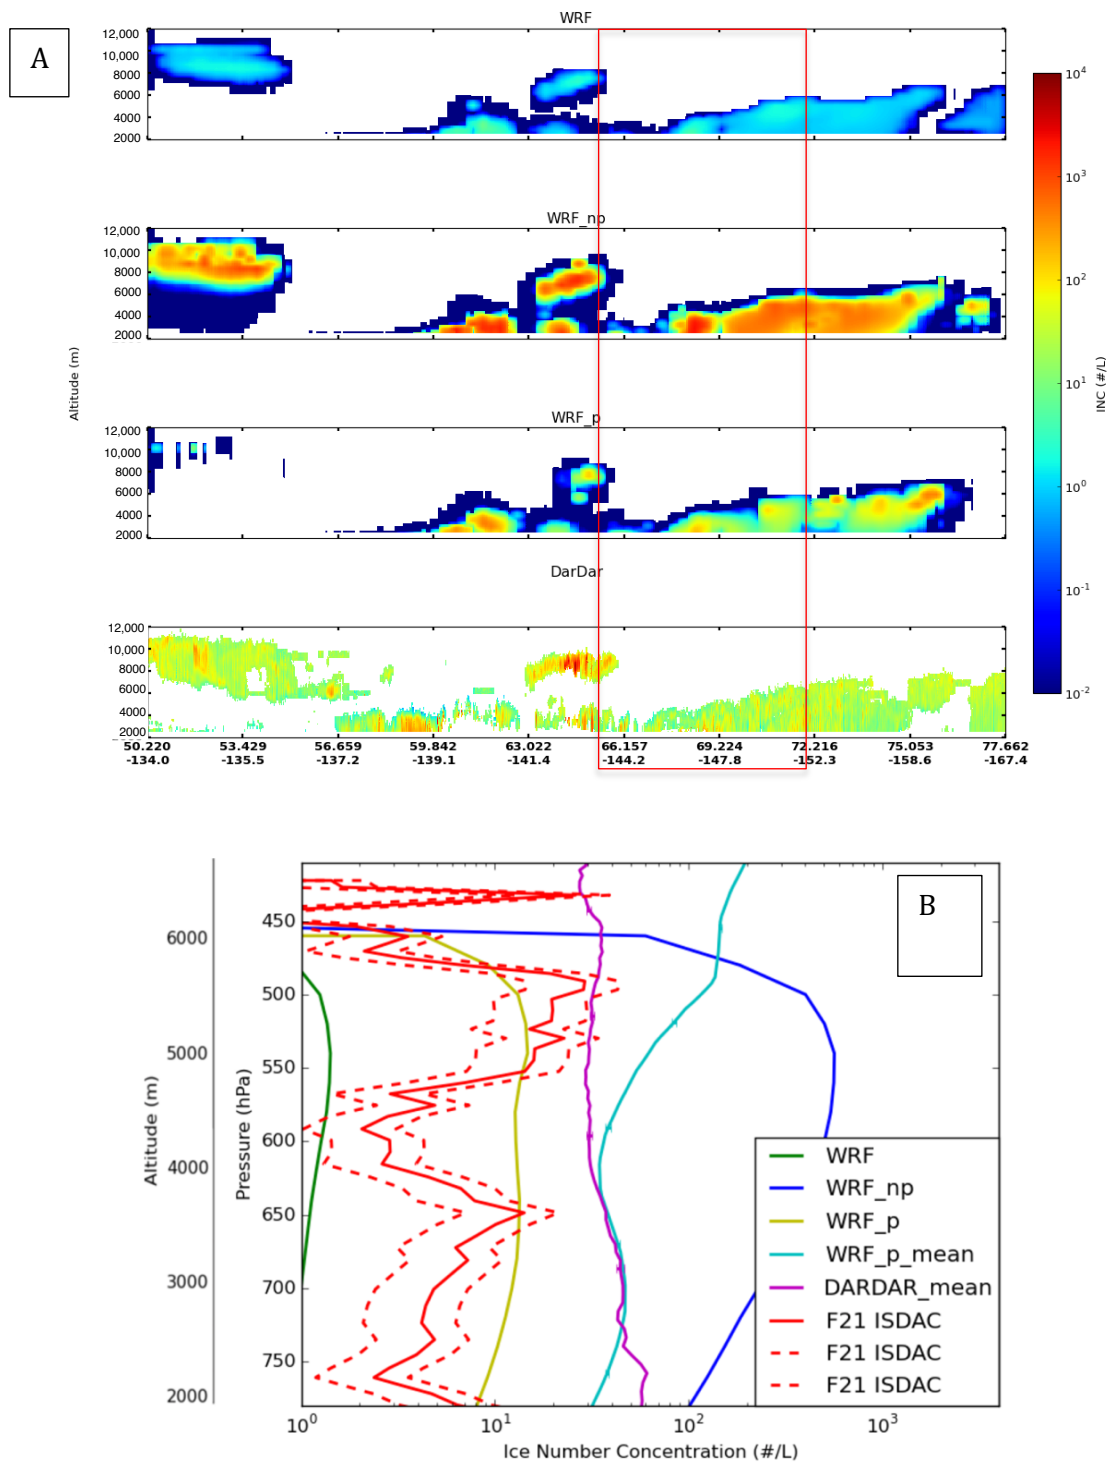 A
WRF
12,000
10,000
8000
6000
4000
2000
WRF_np
12,000
10,000
8000
6000
4000
2000
Altitude (m)
WRF_p
12,000
10,000
8000
6000
4000
2000
DarDar
12,000
10,000
8000
6000
4000
2000
50.220 53.429 56.659 59.842 63.022 66.157 69.224 72.216 75.053 77.662
-134.0 -135.5 -137.2 -139.1 -141.4 -144.2 -147.8 -152.3 -158.6 -167.4
10^4
10^3
10^2
10^1
10^0
10^-1
10^-2
INC (#/L)
B
Altitude (m)
6000
5000
4000
3000
2000
Pressure (hPa)
450
500
550
600
650
700
750
WRF
WRF_np
WRF_p
WRF_p_mean
DARDAR_mean
F21 ISDAC
F21 ISDAC
F21 ISDAC
10^0 10^1 10^2 10^3
Ice Number Concentration (#/L)